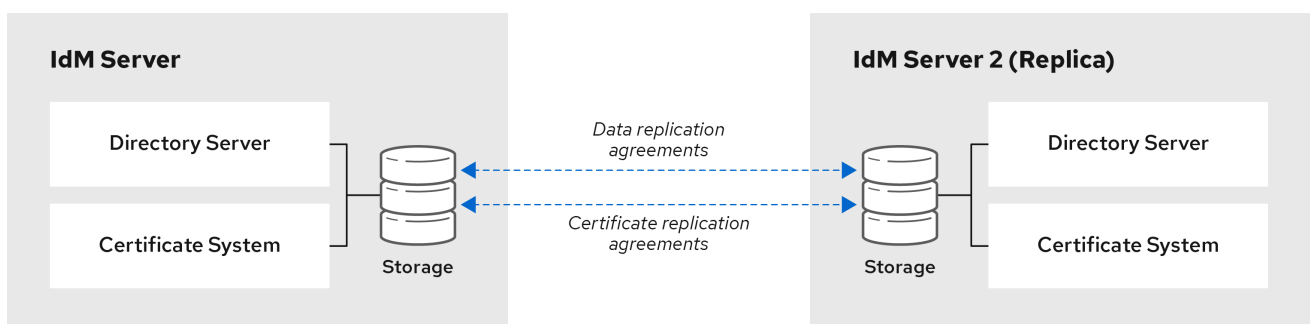 IdM Server
Directory Server
Certificate System
Storage
Data replication
agreements
Certificate replication
agreements
IdM Server 2 (Replica)
Storage
Directory Server
Certificate System